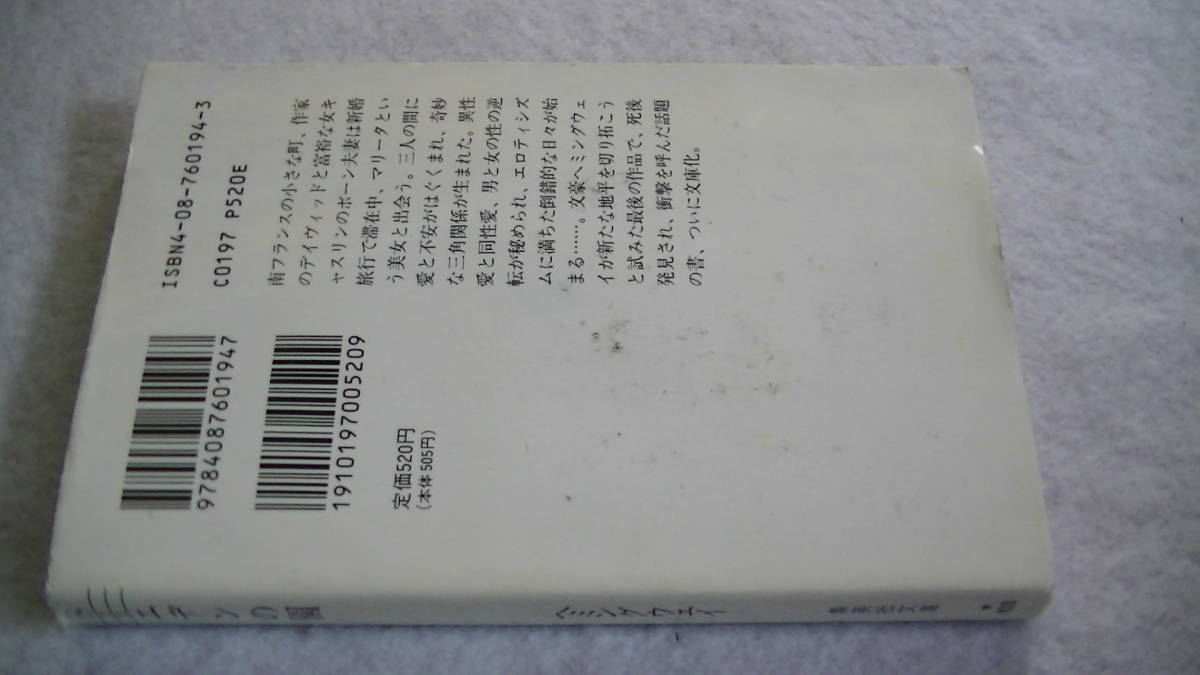 ISBN4-08-760194-3
C0197 P520E
南フランスの小さな町、作家
のデイヴィッドと富裕な女キ
ャスリンのボーン夫妻は新婚
旅行で滞在中、マリータとい
う美女と出会う。三人の間に
愛と不安がはぐくまれ、奇妙
な三角関係が生まれた。異性
愛と同性愛、男と女の性の逆
転が秘められ、エロティシズ
ムに満ちた倒錯的な日々が始
まる……。文豪ヘミングウェ
イが新たな地平を切り拓こう
と試みた最後の作品で、死後
発見され、衝撃を呼んだ話題
の書、ついに文庫化。
9784087601947
1910197005209
定価520円
(本体505円)
エデンの園
ヘミングウェイ
集英社文庫